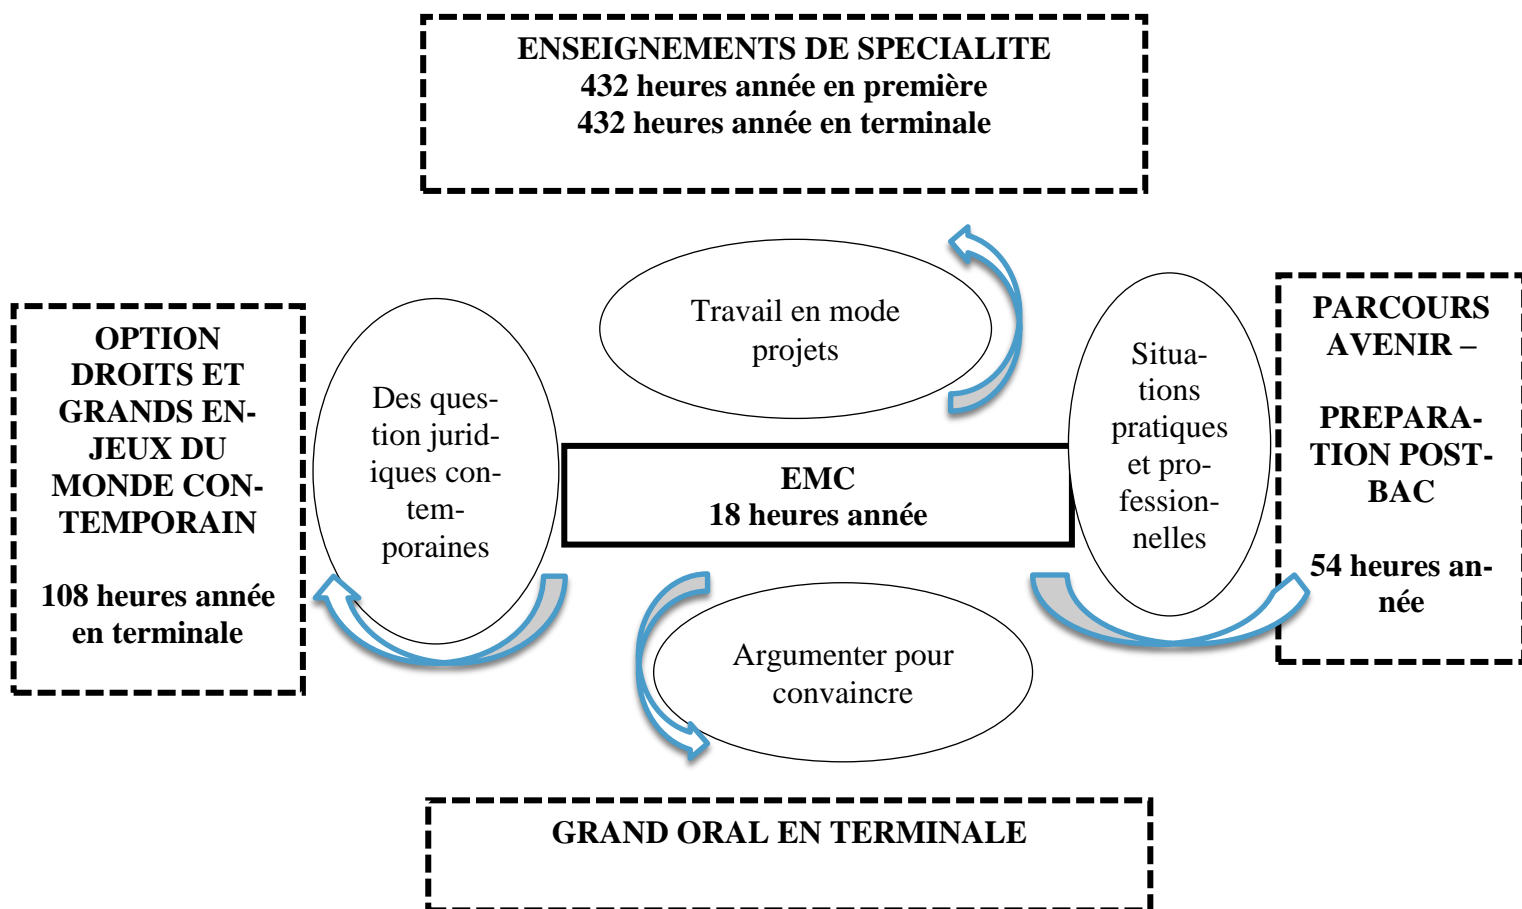 ENSEIGNEMENTS DE SPECIALITE
432 heures année en première
432 heures année en terminale
Travail en mode
projets
OPTION
DROITS ET
GRANDS EN-
JEUX DU
MONDE CON-
TEMPORAIN
108 heures année
en terminale
Des ques-
tion jurid-
iques con-
tem-
poraines
EMC
18 heures année
Situa-
tions
pratiques
et pro-
fession-
nelles
PARCOURS
AVENIR –
PREPARA-
TION POST-
BAC
54 heures an-
née
Argumenter pour
convaincre
GRAND ORAL EN TERMINALE